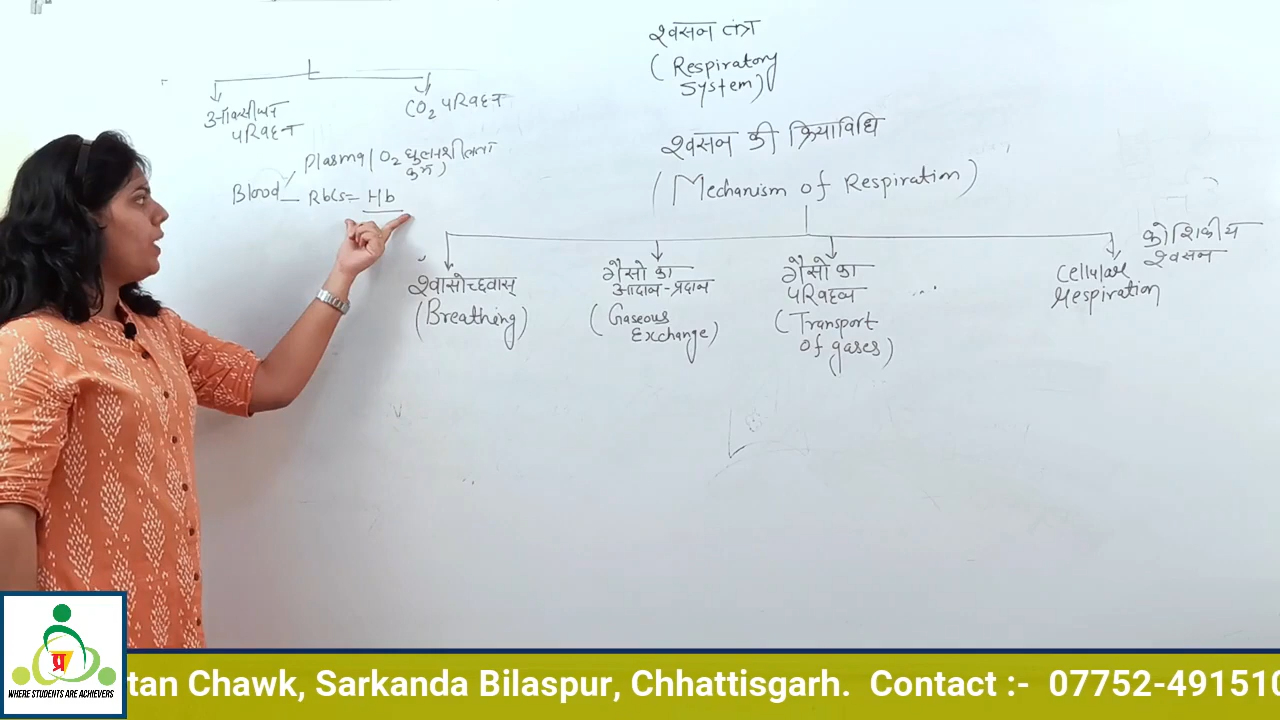 श्वसन तंत्र
(Respiratory
System)
श्वसन की क्रियाविधि
(Mechanism of Respiration)
श्वासोच्छवास्
(Breathing)
गैसो का
आदान-प्रदान
(Gaseous
Exchange)
गैसो का
परिवहन
(Transport
of gases)
...
कोशिकीय
श्वसन
Cellular
respiration
ऑक्सीजन
परिवहन
CO₂ परिवहन
Plasma (O₂ घुलनशीलता
कम)
Blood
Rbcs= Hb
प्र
WHERE STUDENTS ARE ACHIEVERS
tan Chawk, Sarkanda Bilaspur, Chhattisgarh. Contact :- 07752-491510